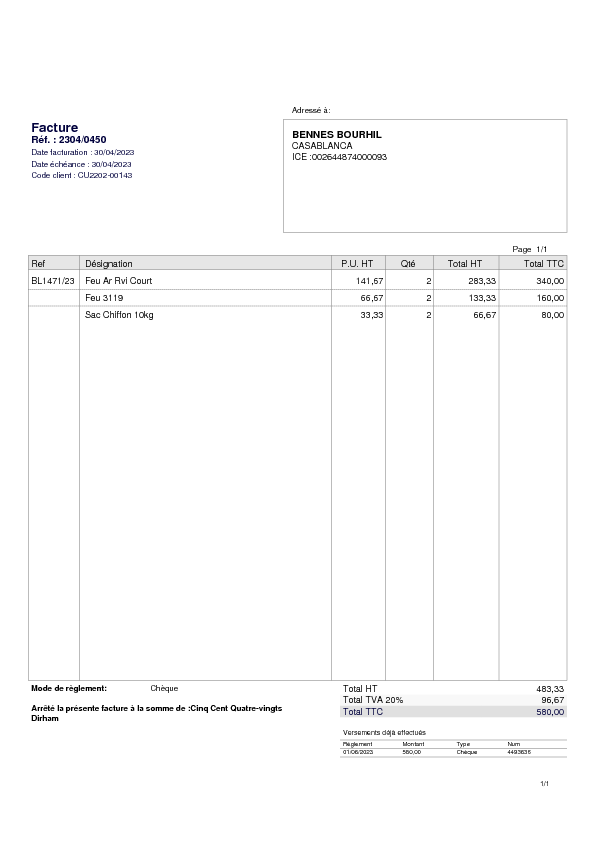 Adressé à:
Facture
Réf. : 2304/0450
Date facturation : 30/04/2023
Date échéance : 30/04/2023
Code client : CU2202-00143
BENNES BOURHIL
CASABLANCA
ICE :002644874000093
Page 1/1
Ref Désignation P.U. HT Qté Total HT Total TTC
BL1471/23 Feu Ar Rvi Court 141,67 2 283,33 340,00
Feu 3119 66,67 2 133,33 160,00
Sac Chiffon 10kg 33,33 2 66,67 80,00
Mode de règlement: Chèque
Total HT 483,33
Total TVA 20% 96,67
Total TTC 580,00
Arrêté la présente facture à la somme de :Cinq Cent Quatre-vingts
Dirham
Versements déjà effectués
Règlement Montant Type Num
01/06/2023 580,00 Chèque 4493638
1/1